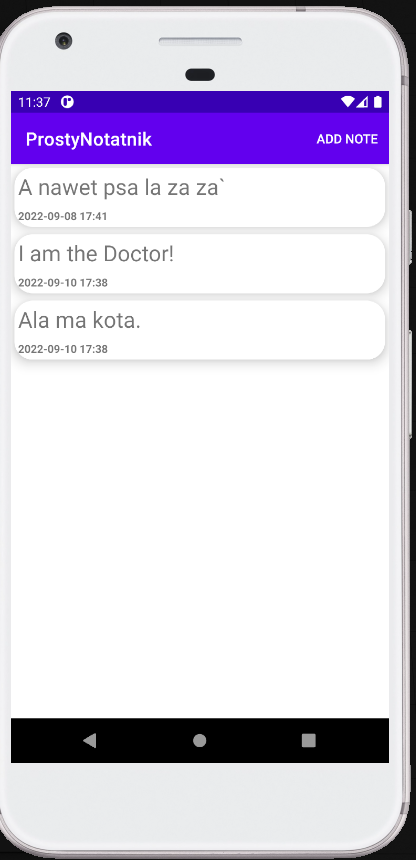 11:37
ProstyNotatnik ADD NOTE
A nawet psa la za za`
2022-09-08 17:41
I am the Doctor!
2022-09-10 17:38
Ala ma kota.
2022-09-10 17:38